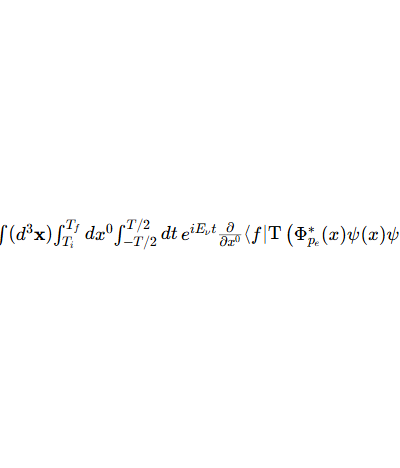 ∫(d³𝐱)∫_{T_i}^{T_f} dx⁰ ∫_{-T/2}^{T/2} dt e^{iE_ν t} ∂/∂x⁰ ⟨f|T (Φ*_{p_e}(x)ψ(x)ψ